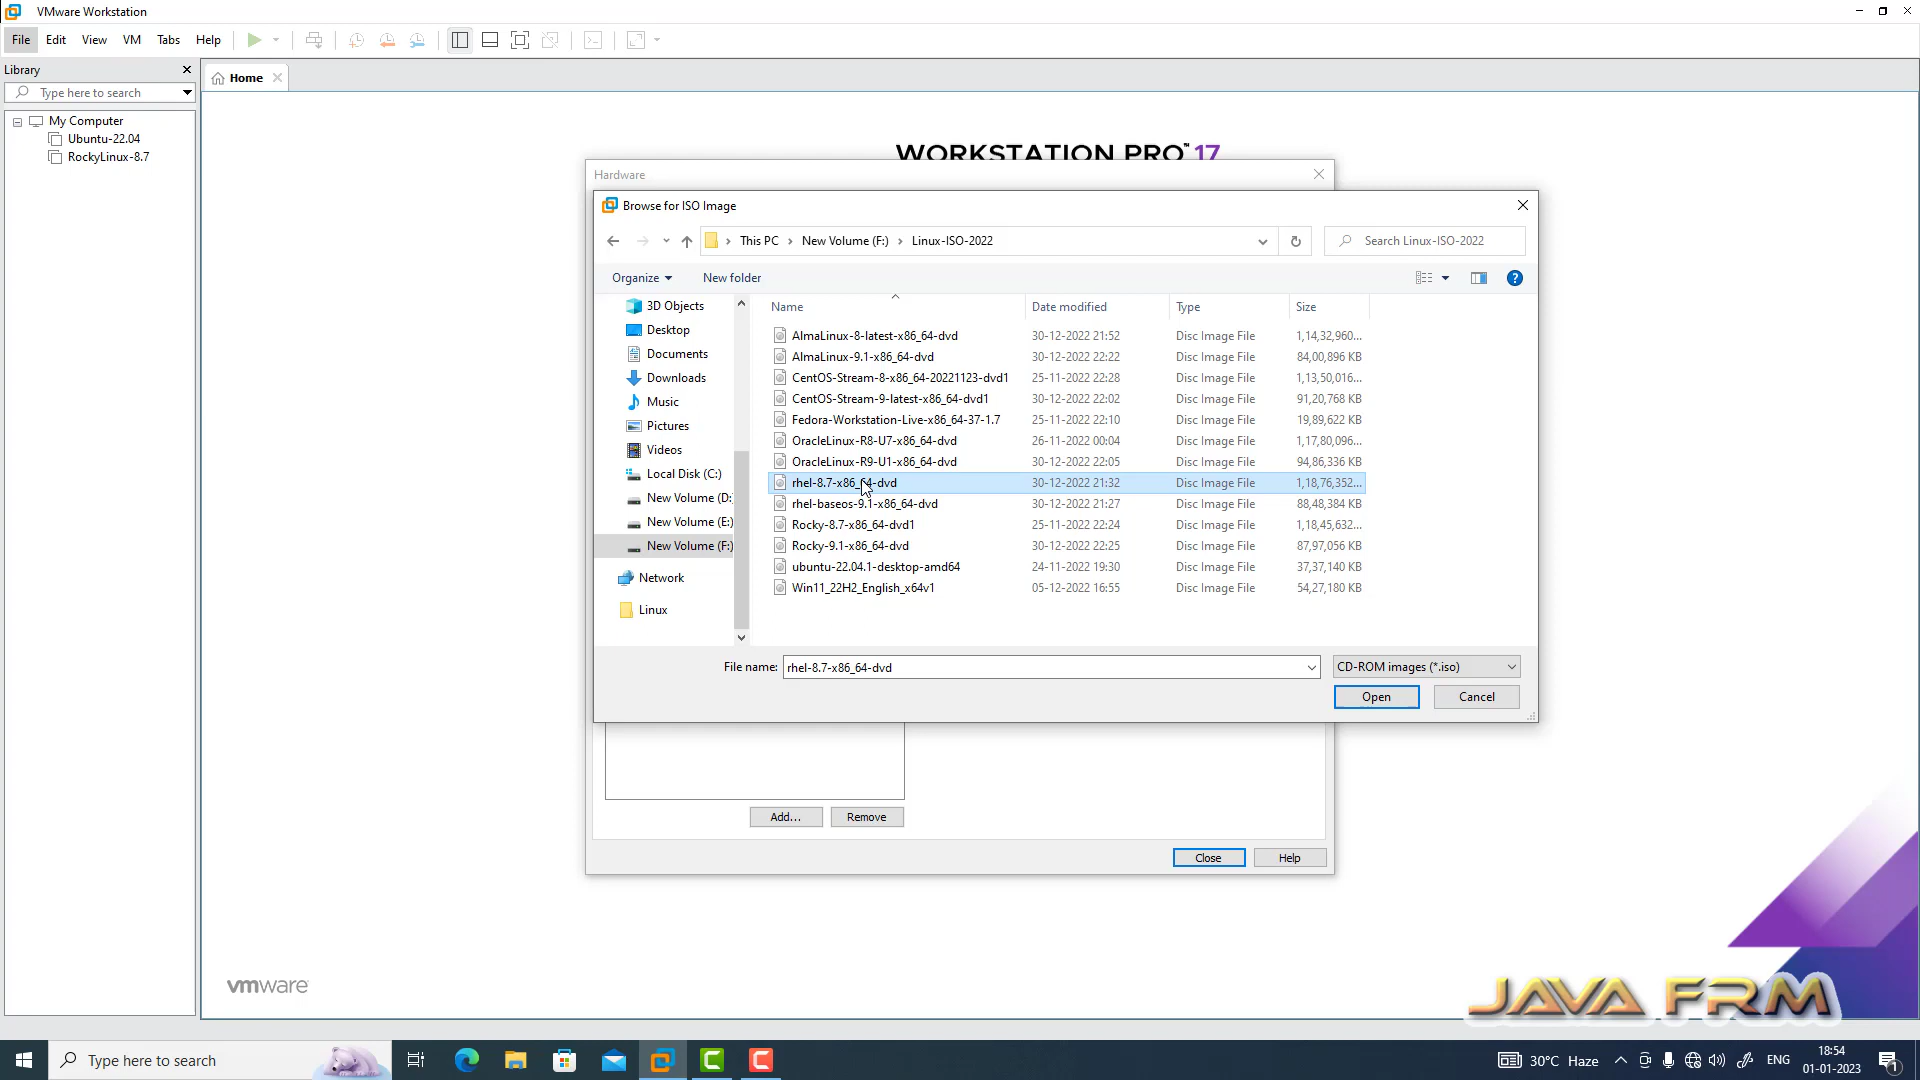 VMware Workstation
File Edit View VM Tabs Help
Library
Type here to search
My Computer
Ubuntu-22.04
RockyLinux-8.7
Home
WORKSTATION PRO™ 17
Hardware
Browse for ISO Image
This PC > New Volume (F:) > Linux-ISO-2022
Search Linux-ISO-2022
Organize New folder
3D Objects
Desktop
Documents
Downloads
Music
Pictures
Videos
Local Disk (C:)
New Volume (D:
New Volume (E:)
New Volume (F:)
Network
Linux
Name Date modified Type Size
AlmaLinux-8-latest-x86_64-dvd 30-12-2022 21:52 Disc Image File 1,14,32,960...
AlmaLinux-9.1-x86_64-dvd 30-12-2022 22:22 Disc Image File 84,00,896 KB
CentOS-Stream-8-x86_64-20221123-dvd1 25-11-2022 22:28 Disc Image File 1,13,50,016...
CentOS-Stream-9-latest-x86_64-dvd1 30-12-2022 22:02 Disc Image File 91,20,768 KB
Fedora-Workstation-Live-x86_64-37-1.7 25-11-2022 22:10 Disc Image File 19,89,622 KB
OracleLinux-R8-U7-x86_64-dvd 26-11-2022 00:04 Disc Image File 1,17,80,096...
OracleLinux-R9-U1-x86_64-dvd 30-12-2022 22:05 Disc Image File 94,86,336 KB
rhel-8.7-x86_64-dvd 30-12-2022 21:32 Disc Image File 1,18,76,352...
rhel-baseos-9.1-x86_64-dvd 30-12-2022 21:27 Disc Image File 88,48,384 KB
Rocky-8.7-x86_64-dvd1 25-11-2022 22:24 Disc Image File 1,18,45,632...
Rocky-9.1-x86_64-dvd 30-12-2022 22:25 Disc Image File 87,97,056 KB
ubuntu-22.04.1-desktop-amd64 24-11-2022 19:30 Disc Image File 37,37,140 KB
Win11_22H2_English_x64v1 05-12-2022 16:55 Disc Image File 54,27,180 KB
File name: rhel-8.7-x86_64-dvd CD-ROM images (*.iso)
Open Cancel
Add... Remove
Close Help
vmware
JAVA FRM
Type here to search
30°C Haze ENG 18:54
01-01-2023
1